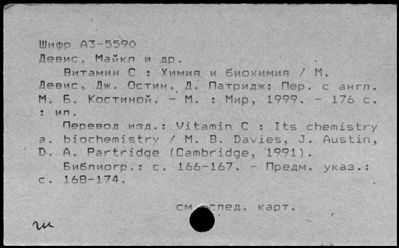 Шифр А3-5590
Девис, Майкл и др.
Витамин С : Химия и биохимия / М.
Девис, Дж. Остин, Д. Патридж; Пер. с англ.
М. Б. Костиной. - М. : Мир, 1999. - 176 с.
: ил.
Перевод изд.: Vitamin C : Its chemistry
a. biochemistry / M. B. Davies, J. Austin,
D. A. Partridge (Cambridge, 1991).
Библиогр.: с. 166-167. - Предм. указ.:
с. 168-174.
см. след. карт.